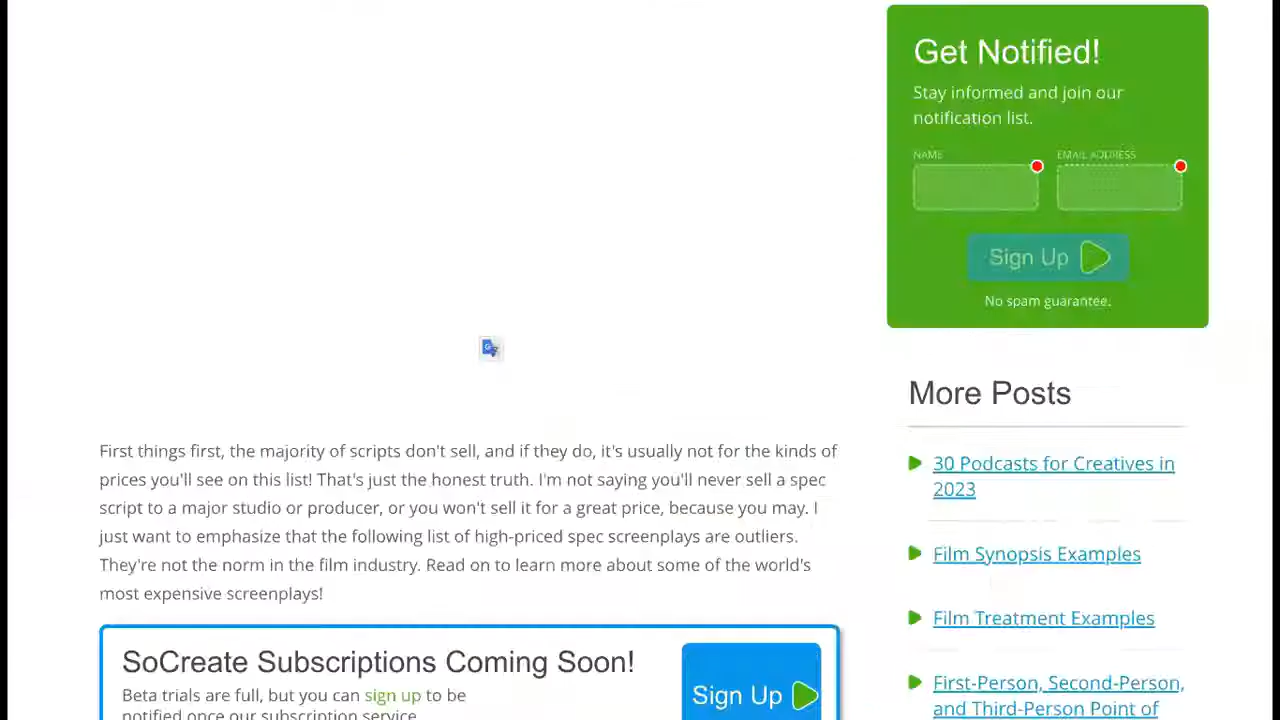 Get Notified!
Stay informed and join our
notification list.
NAME EMAIL ADDRESS
Sign Up
No spam guarantee.
More Posts
30 Podcasts for Creatives in
2023
Film Synopsis Examples
Film Treatment Examples
First-Person, Second-Person,
and Third-Person Point of
First things first, the majority of scripts don't sell, and if they do, it's usually not for the kinds of
prices you'll see on this list! That's just the honest truth. I'm not saying you'll never sell a spec
script to a major studio or producer, or you won't sell it for a great price, because you may. I
just want to emphasize that the following list of high-priced spec screenplays are outliers.
They're not the norm in the film industry. Read on to learn more about some of the world's
most expensive screenplays!
SoCreate Subscriptions Coming Soon!
Beta trials are full, but you can sign up to be
notified once our subscription service
Sign Up